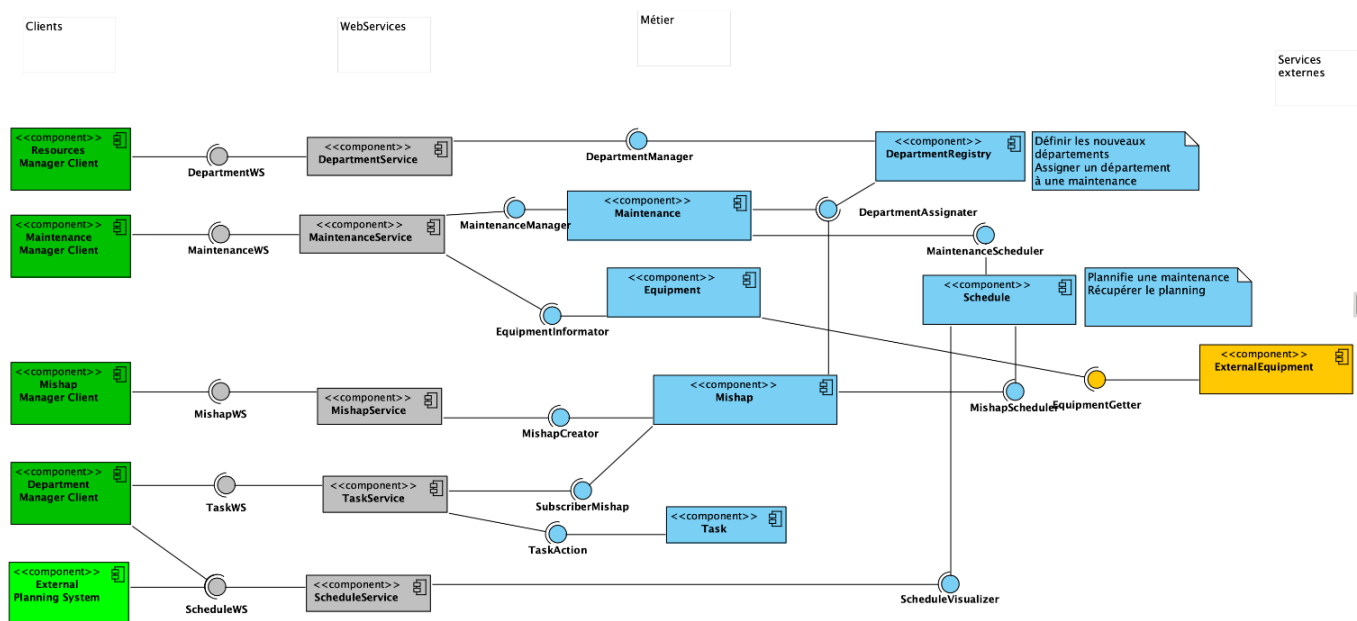 Clients
WebServices
Métier
Services
externes
<<component>>
Resources
Manager Client
DepartmentWS
<<component>>
DepartmentService
DepartmentManager
<<component>>
DepartmentRegistry
Définir les nouveaux
départements
Assigner un département
à une maintenance
<<component>>
Maintenance
Manager Client
MaintenanceWS
<<component>>
MaintenanceService
MaintenanceManager
<<component>>
Maintenance
DepartmentAssignater
MaintenanceScheduler
<<component>>
Equipment
EquipmentInformator
<<component>>
Schedule
Plannifie une maintenance
Récupérer le planning
<<component>>
ExternalEquipment
EquipmentGetter
<<component>>
Mishap
Manager Client
MishapWS
<<component>>
MishapService
MishapCreator
<<component>>
Mishap
MishapScheduler
<<component>>
Department
Manager Client
TaskWS
<<component>>
TaskService
SubscriberMishap
TaskAction
<<component>>
Task
<<component>>
External
Planning System
ScheduleWS
<<component>>
ScheduleService
ScheduleVisualizer